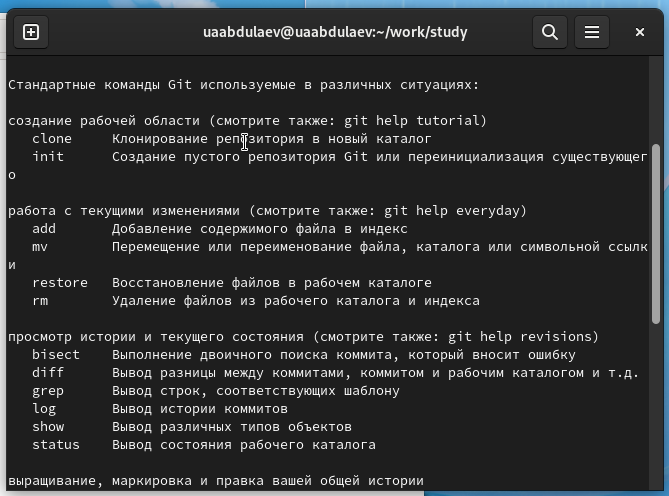 uaabdulaev@uaabdulaev:~/work/study
Стандартные команды Git используемые в различных ситуациях:
создание рабочей области (смотрите также: git help tutorial)
clone Клонирование репозитория в новый каталог
init Создание пустого репозитория Git или переинициализация существующег
о
работа с текущими изменениями (смотрите также: git help everyday)
add Добавление содержимого файла в индекс
mv Перемещение или переименование файла, каталога или символьной ссылк
и
restore Восстановление файлов в рабочем каталоге
rm Удаление файлов из рабочего каталога и индекса
просмотр истории и текущего состояния (смотрите также: git help revisions)
bisect Выполнение двоичного поиска коммита, который вносит ошибку
diff Вывод разницы между коммитами, коммитом и рабочим каталогом и т.д.
grep Вывод строк, соответствующих шаблону
log Вывод истории коммитов
show Вывод различных типов объектов
status Вывод состояния рабочего каталога
выращивание, маркировка и правка вашей общей истории